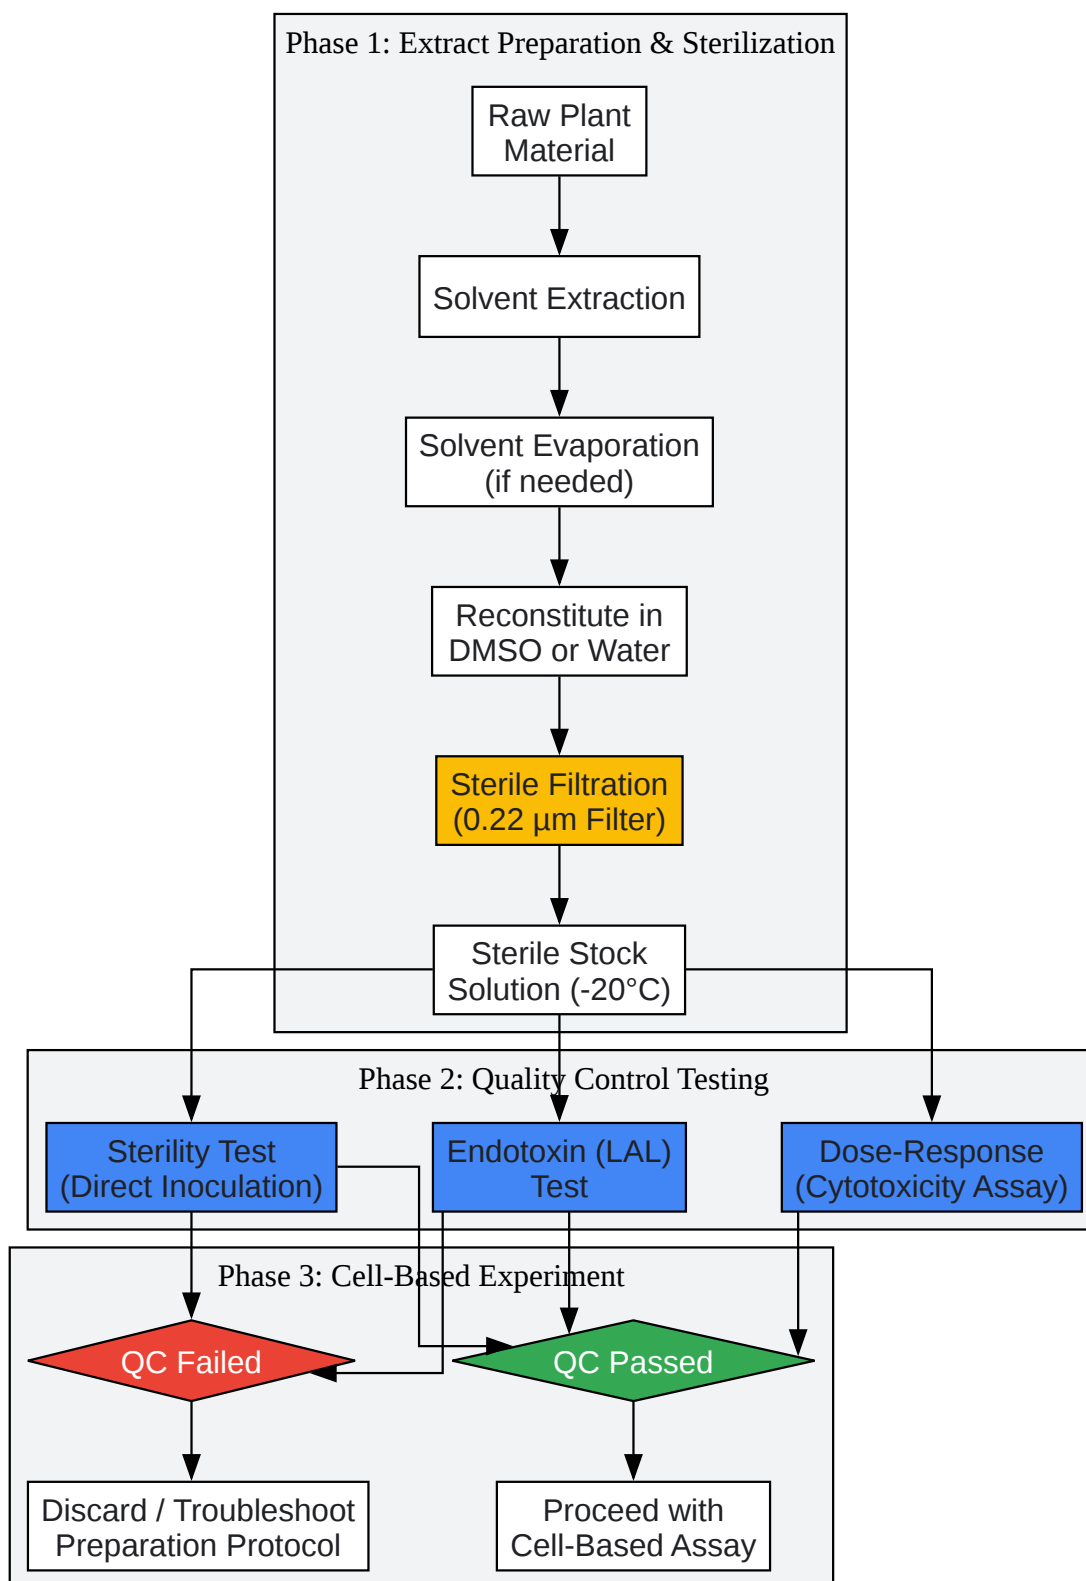 Phase 1: Extract Preparation & Sterilization
Raw Plant
Material
Solvent Extraction
Solvent Evaporation
(if needed)
Reconstitute in
DMSO or Water
Sterile Filtration
(0.22 µm Filter)
Sterile Stock
Solution (-20°C)
Phase 2: Quality Control Testing
Sterility Test
(Direct Inoculation)
Endotoxin (LAL)
Test
Dose-Response
(Cytotoxicity Assay)
Phase 3: Cell-Based Experiment
QC Failed
QC Passed
Discard / Troubleshoot
Preparation Protocol
Proceed with
Cell-Based Assay